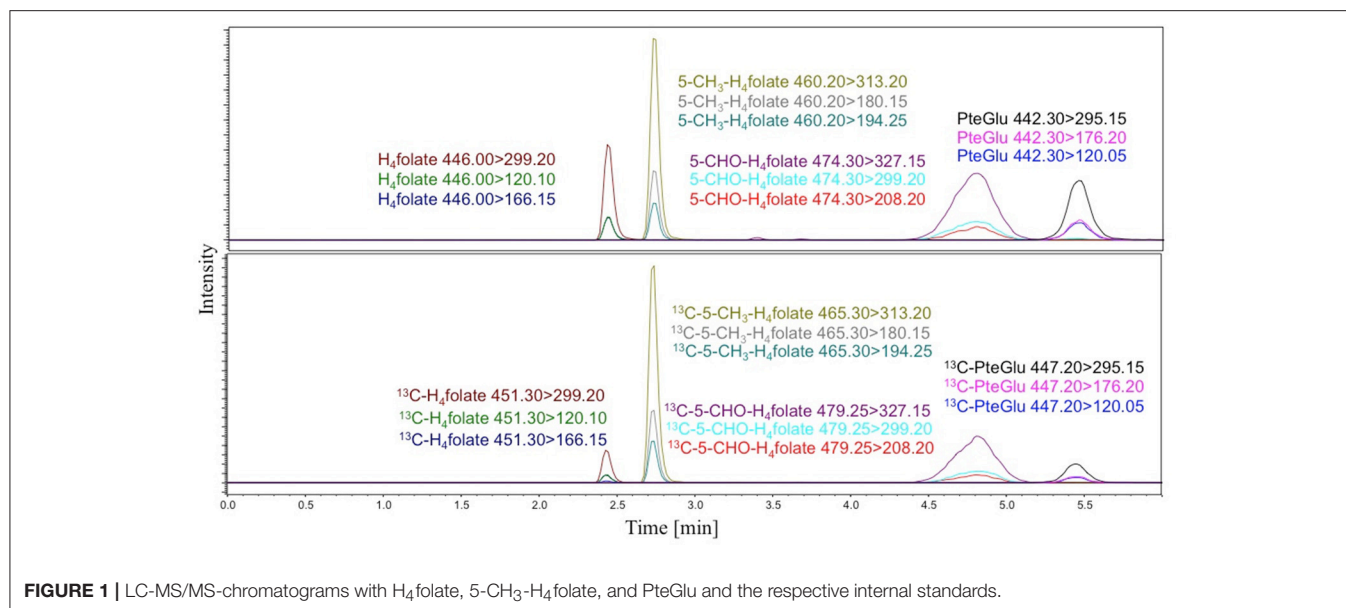 5-CH₃-H₄folate 460.20>313.20
5-CH₃-H₄folate 460.20>180.15
5-CH₃-H₄folate 460.20>194.25
PteGlu 442.30>295.15
PteGlu 442.30>176.20
PteGlu 442.30>120.05
H₄folate 446.00>299.20
H₄folate 446.00>120.10
H₄folate 446.00>166.15
5-CHO-H₄folate 474.30>327.15
5-CHO-H₄folate 474.30>299.20
5-CHO-H₄folate 474.30>208.20
Intensity
¹³C-5-CH₃-H₄folate 465.30>313.20
¹³C-5-CH₃-H₄folate 465.30>180.15
¹³C-5-CH₃-H₄folate 465.30>194.25
¹³C-PteGlu 447.20>295.15
¹³C-PteGlu 447.20>176.20
¹³C-PteGlu 447.20>120.05
¹³C-H₄folate 451.30>299.20
¹³C-H₄folate 451.30>120.10
¹³C-H₄folate 451.30>166.15
¹³C-5-CHO-H₄folate 479.25>327.15
¹³C-5-CHO-H₄folate 479.25>299.20
¹³C-5-CHO-H₄folate 479.25>208.20
0.0 0.5 1.0 1.5 2.0 2.5 3.0 3.5 4.0 4.5 5.0 5.5
Time [min]
FIGURE 1 | LC-MS/MS-chromatograms with H₄folate, 5-CH₃-H₄folate, and PteGlu and the respective internal standards.